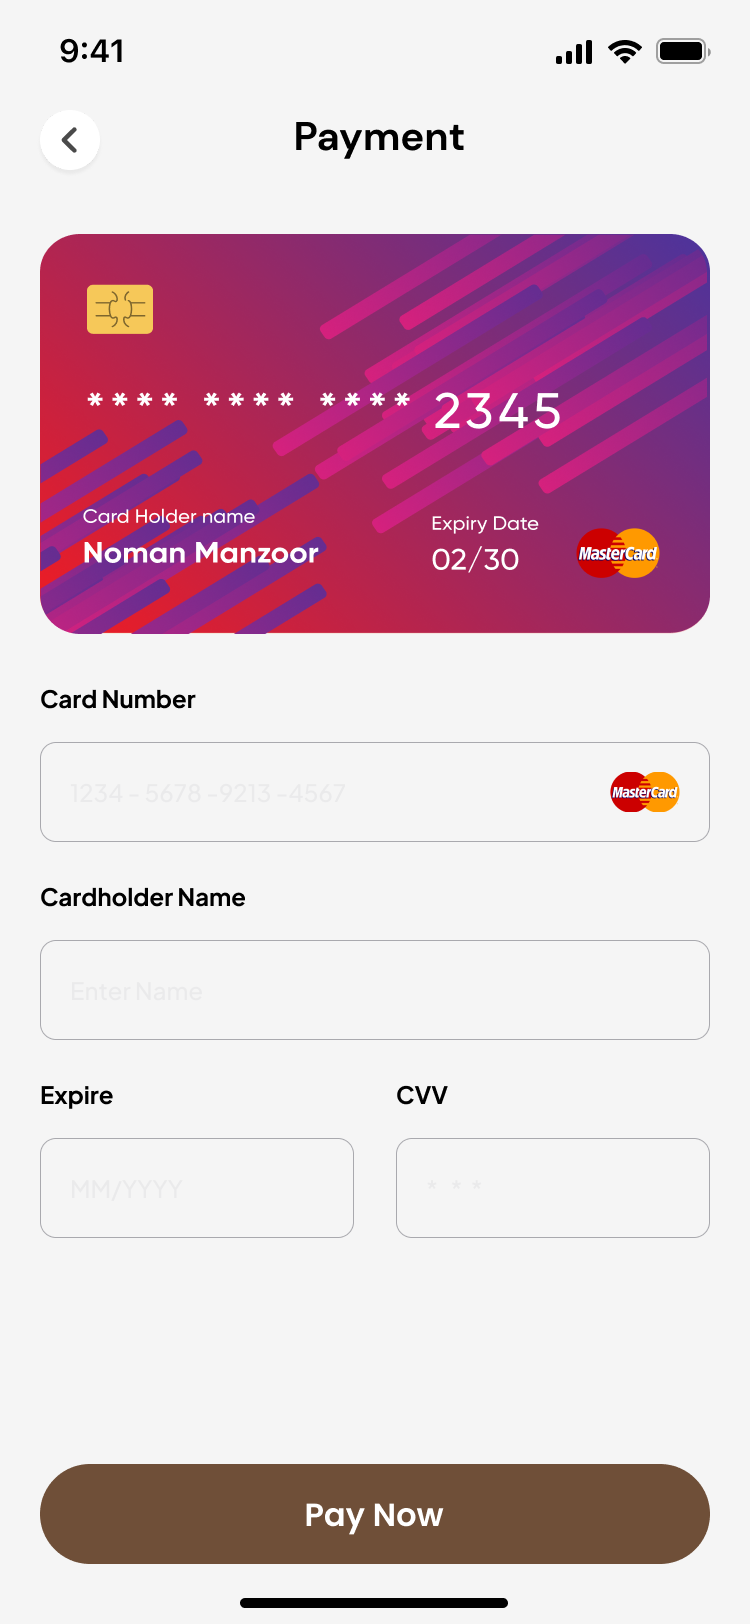 9:41
Payment
**** **** **** 2345
Card Holder name
Noman Manzoor
Expiry Date
02/30
MasterCard
Card Number
1234 - 5678 -9213 -4567
MasterCard
Cardholder Name
Enter Name
Expire
CVV
MM/YYYY
* * *
Pay Now